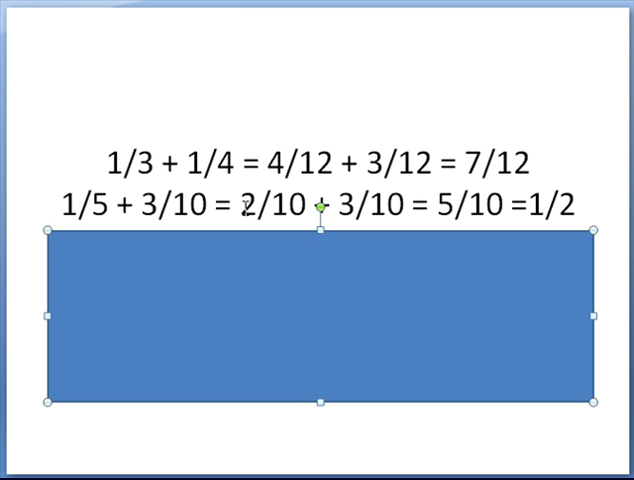 1/3 + 1/4 = 4/12 + 3/12 = 7/12
1/5 + 3/10 = 2/10 + 3/10 = 5/10 =1/2